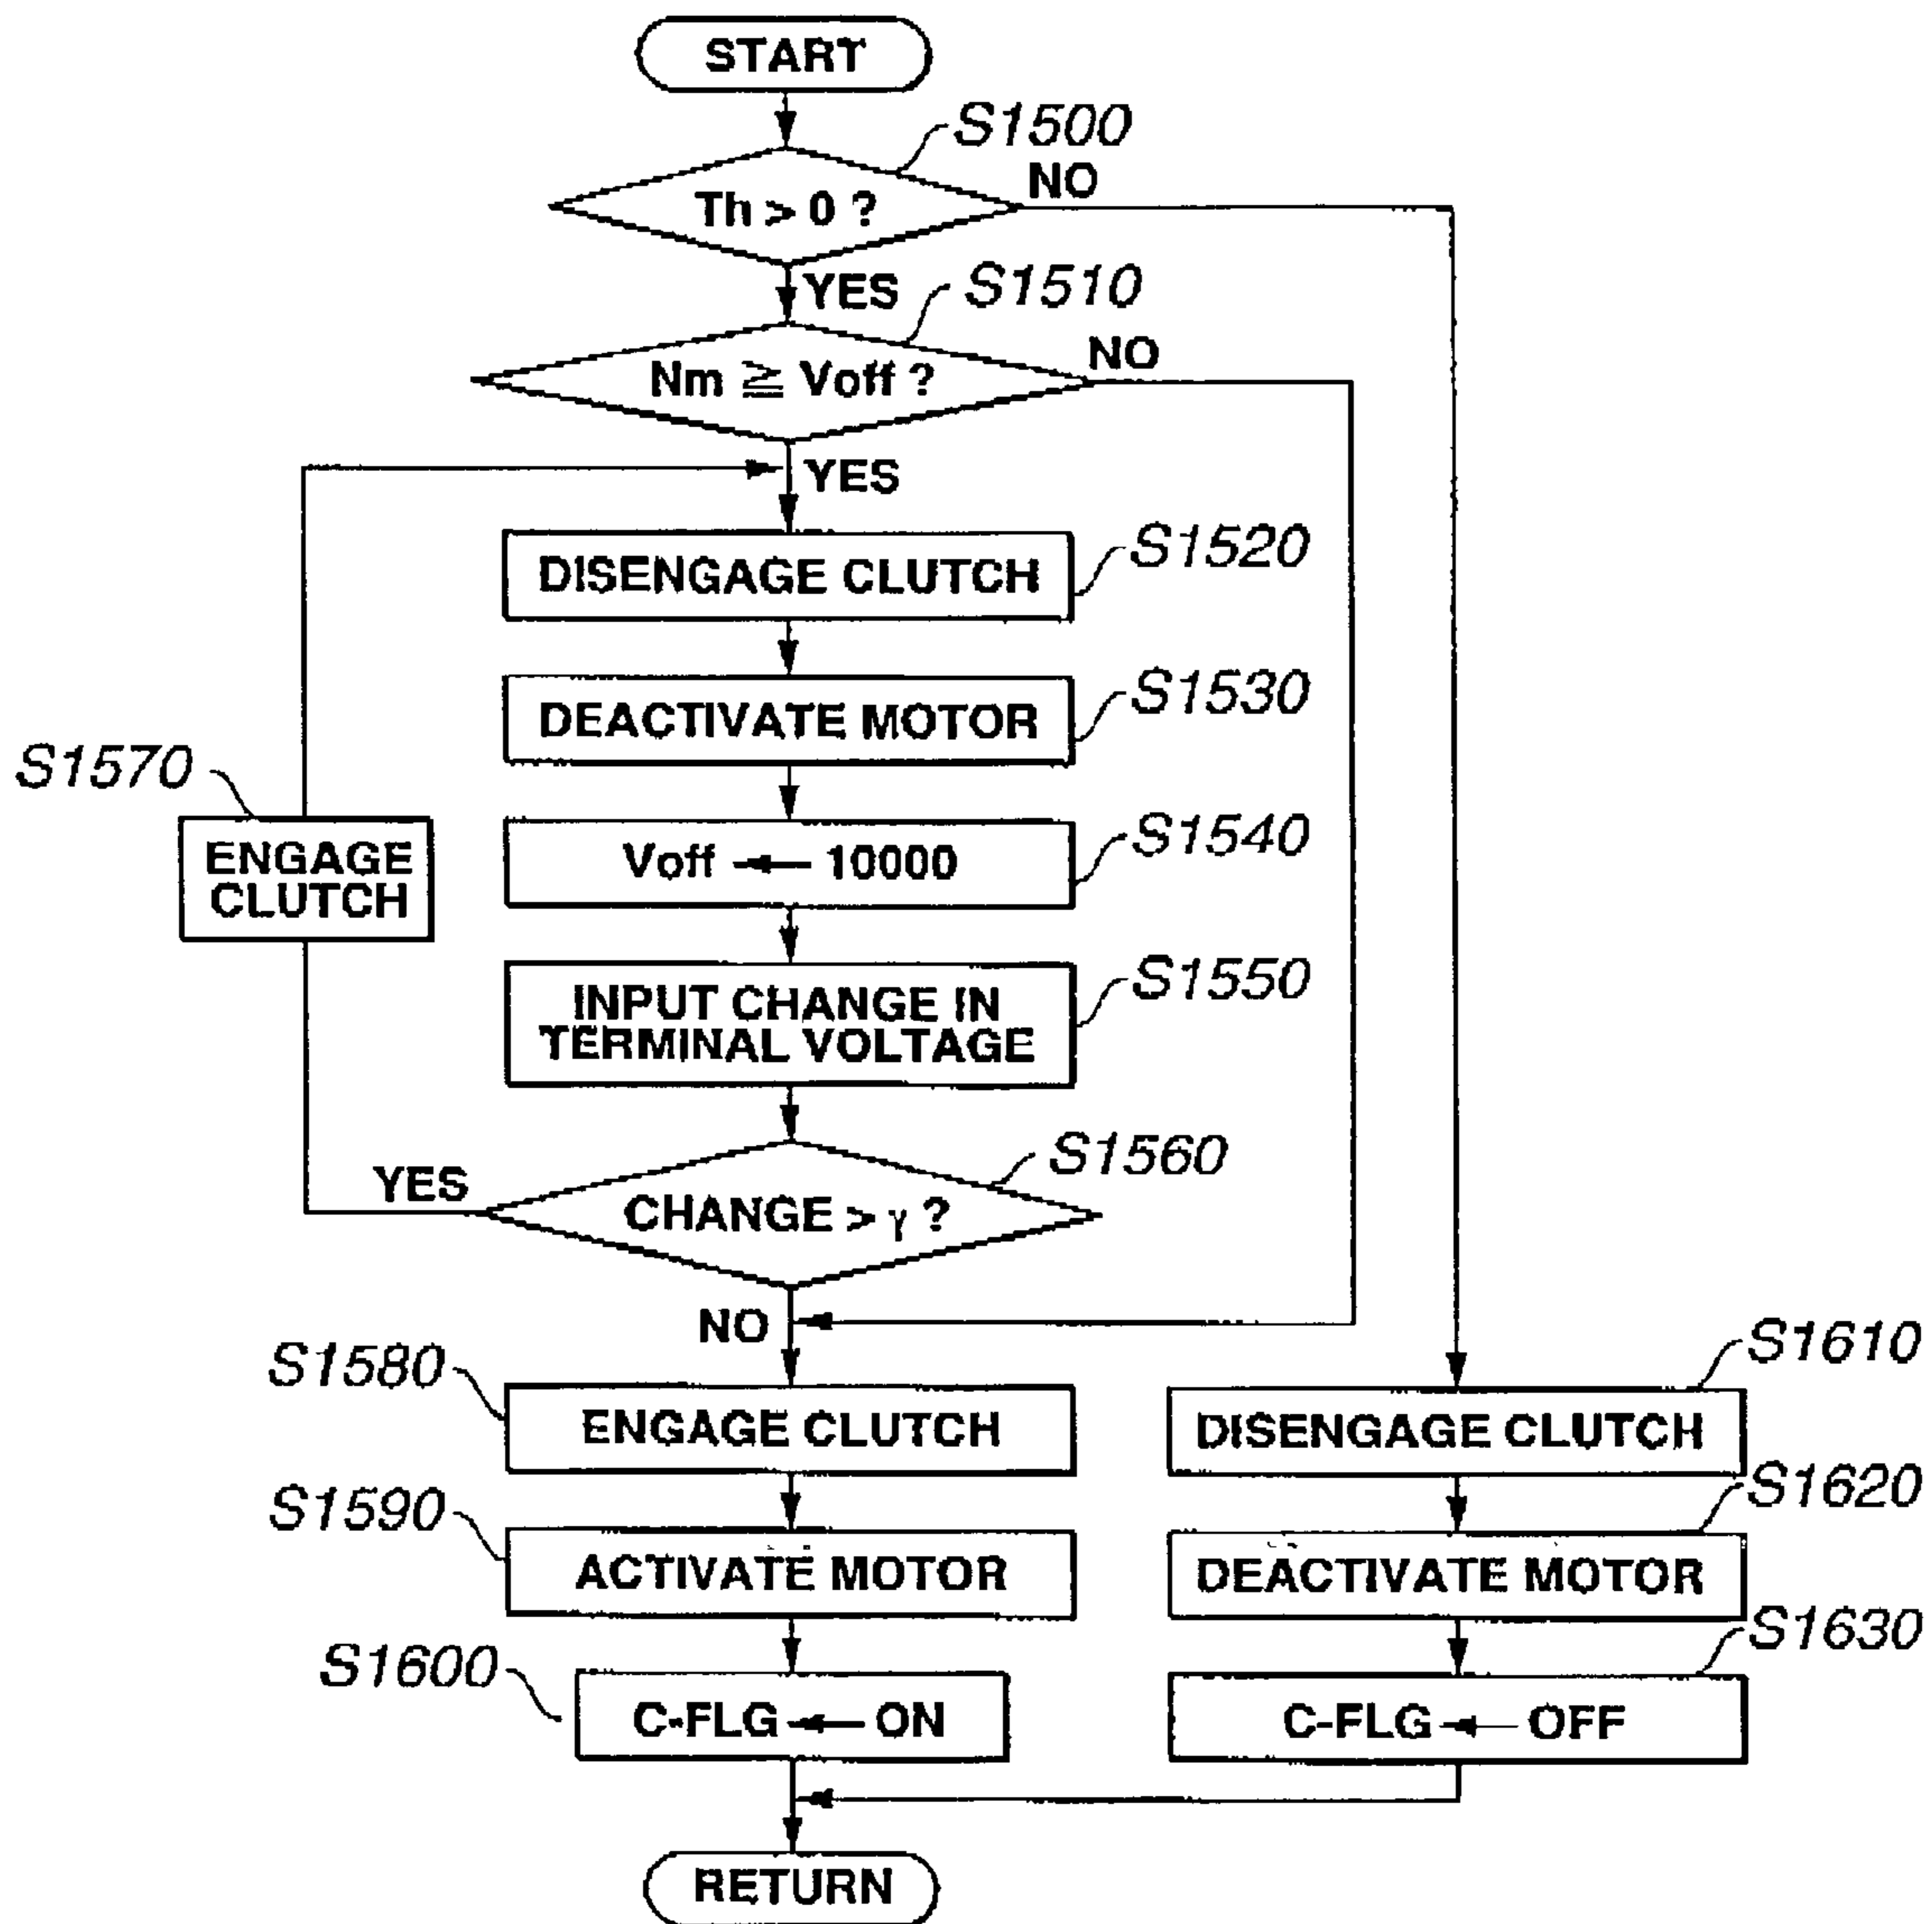 START
S1500
Th > 0 ?
NO
YES
S1510
Nm ≧ Voff ?
NO
YES
DISENGAGE CLUTCH
S1520
DEACTIVATE MOTOR
S1530
S1570
ENGAGE
CLUTCH
Voff ← 10000
S1540
INPUT CHANGE IN
TERMINAL VOLTAGE
S1550
S1560
YES
CHANGE > γ ?
NO
S1580
ENGAGE CLUTCH
S1610
DISENGAGE CLUTCH
S1590
ACTIVATE MOTOR
S1620
DEACTIVATE MOTOR
S1600
C-FLG ← ON
S1630
C-FLG ← OFF
RETURN